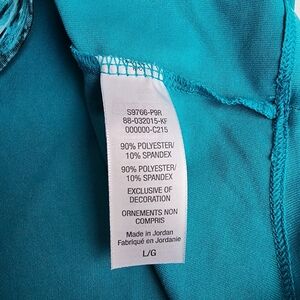 S9766-P9R
88-032015-KF
000000-C215
90% POLYESTER/
10% SPANDEX
90% POLYESTER/
10% SPANDEX
EXCLUSIVE OF
DECORATION
ORNEMENTS NON
COMPRIS
Made in Jordan
Fabriqué en Jordanie
L/G